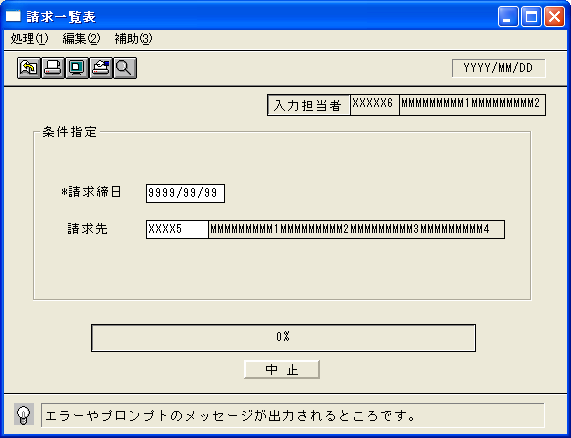 請求一覧表
処理(1) 編集(2) 補助(3)
YYYY/MM/DD
入力担当者 XXXXX6 MMMMMMMMM1MMMMMMMMM2
条件指定
*請求締日 9999/99/99
請求先 XXXX5 MMMMMMMMM1MMMMMMMMM2MMMMMMMMM3MMMMMMMMM4
0%
中 止
エラーやプロンプトのメッセージが出力されるところです。